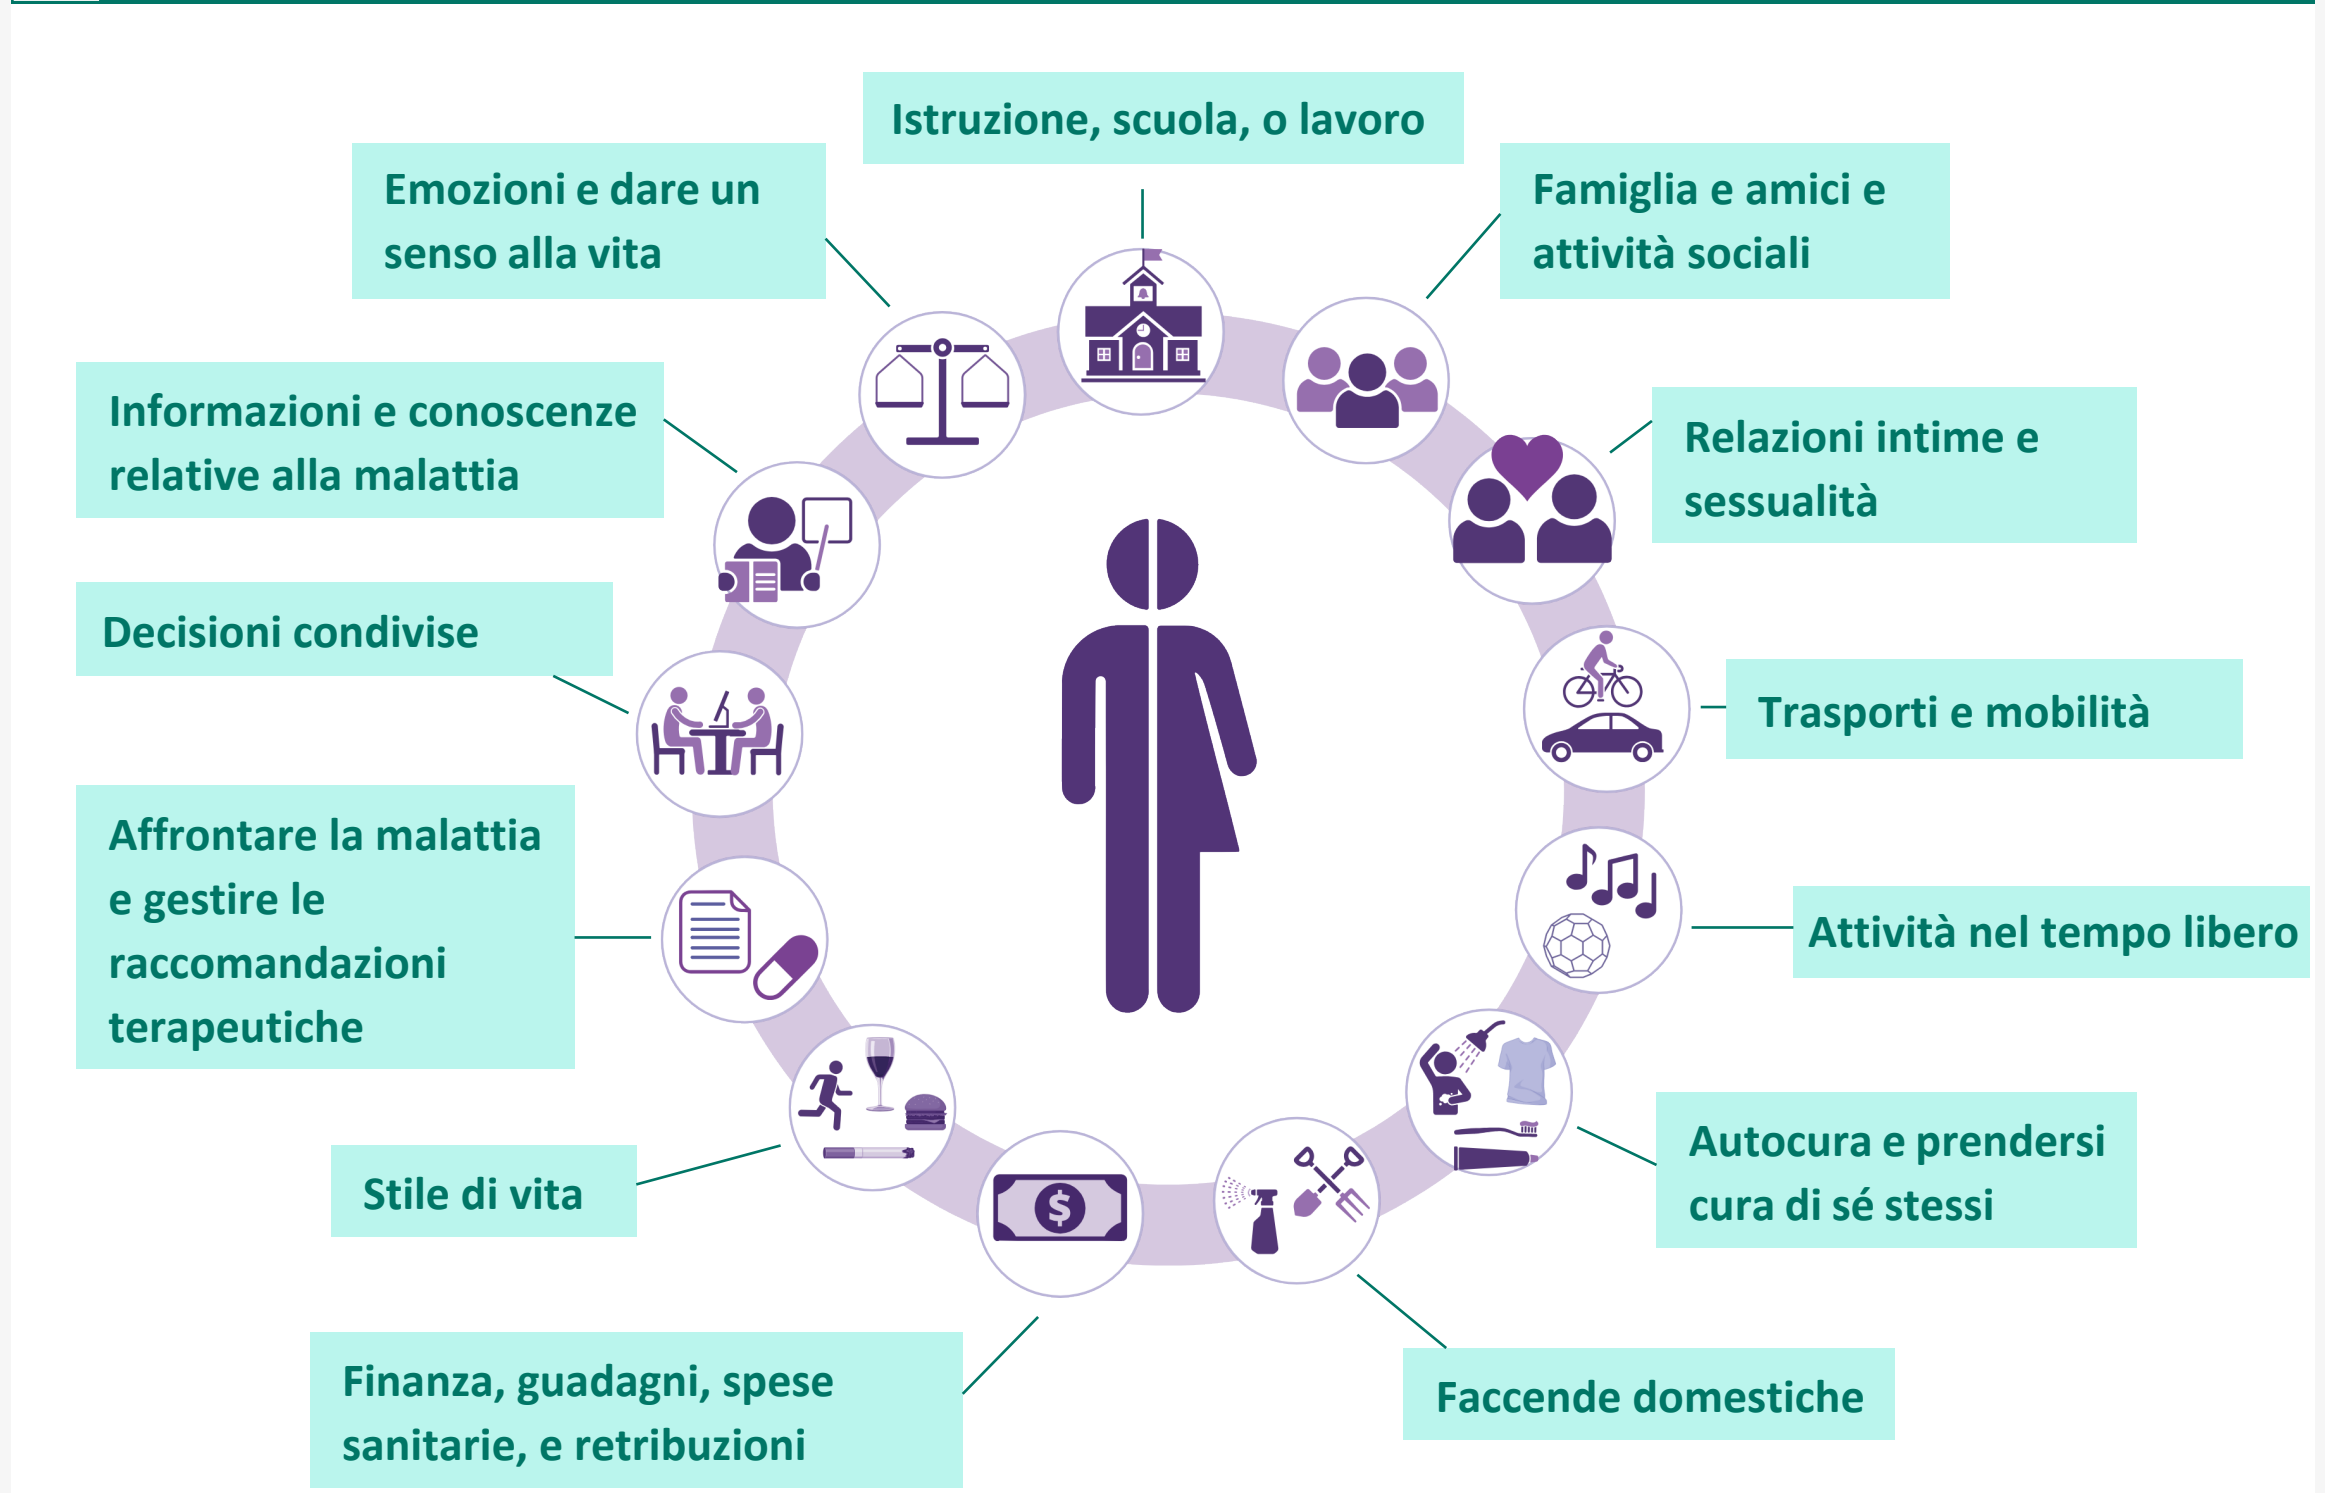 Istruzione, scuola, o lavoro
Emozioni e dare un
senso alla vita
Famiglia e amici e
attività sociali
Informazioni e conoscenze
relative alla malattia
Relazioni intime e
sessualità
Decisioni condivise
Trasporti e mobilità
Affrontare la malattia
e gestire le
raccomandazioni
terapeutiche
Attività nel tempo libero
Autocura e prendersi
cura di sé stessi
Stile di vita
$
Finanza, guadagni, spese
sanitarie, e retribuzioni
Faccende domestiche